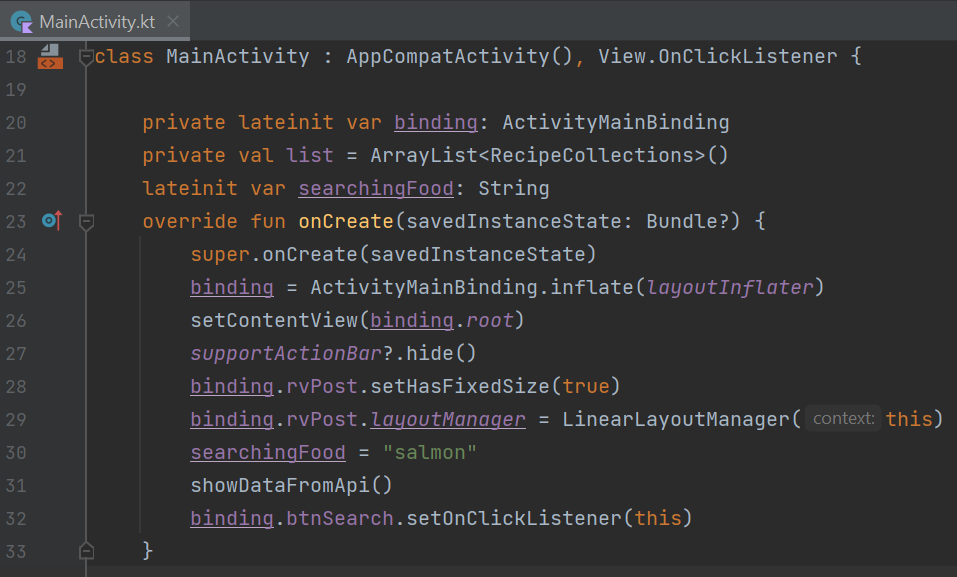 MainActivity.kt
18 class MainActivity : AppCompatActivity(), View.OnClickListener {
19
20 private lateinit var binding: ActivityMainBinding
21 private val list = ArrayList<RecipeCollections>()
22 lateinit var searchingFood: String
23 override fun onCreate(savedInstanceState: Bundle?) {
24 super.onCreate(savedInstanceState)
25 binding = ActivityMainBinding.inflate(layoutInflater)
26 setContentView(binding.root)
27 supportActionBar?.hide()
28 binding.rvPost.setHasFixedSize(true)
29 binding.rvPost.layoutManager = LinearLayoutManager( context: this)
30 searchingFood = "salmon"
31 showDataFromApi()
32 binding.btnSearch.setOnClickListener(this)
33 }